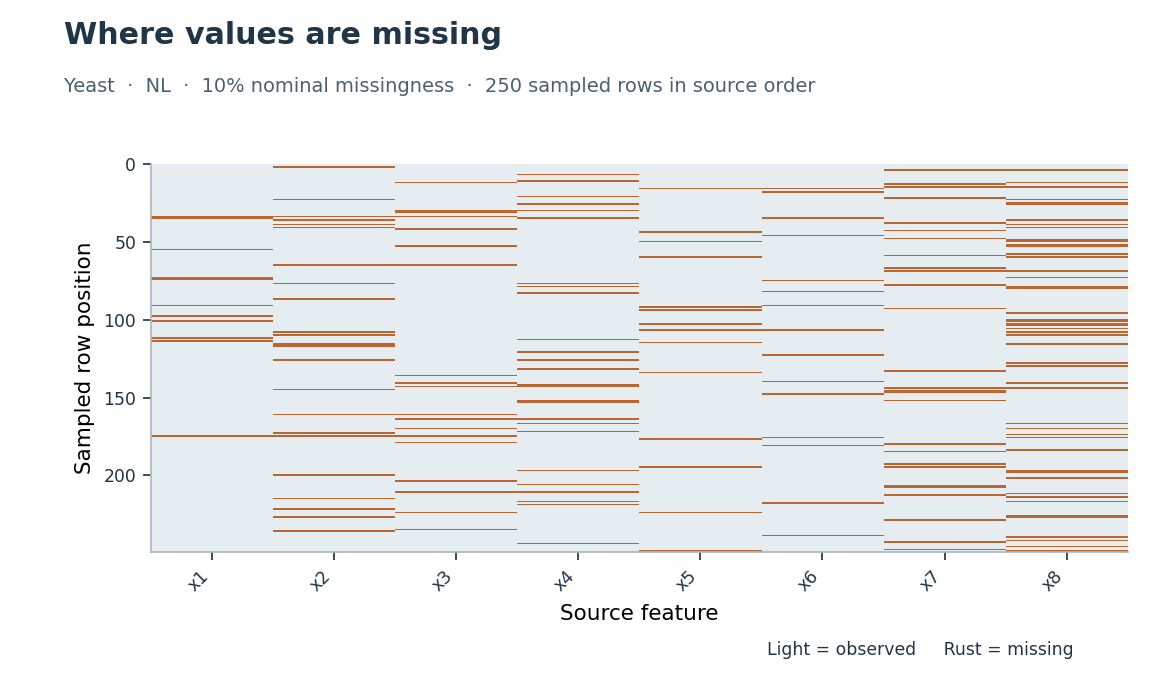 Where values are missing
Yeast · NL · 10% nominal missingness · 250 sampled rows in source order
0
50
100
150
200
Sampled row position
x1 x2 x3 x4 x5 x6 x7 x8
Source feature
Light = observed Rust = missing